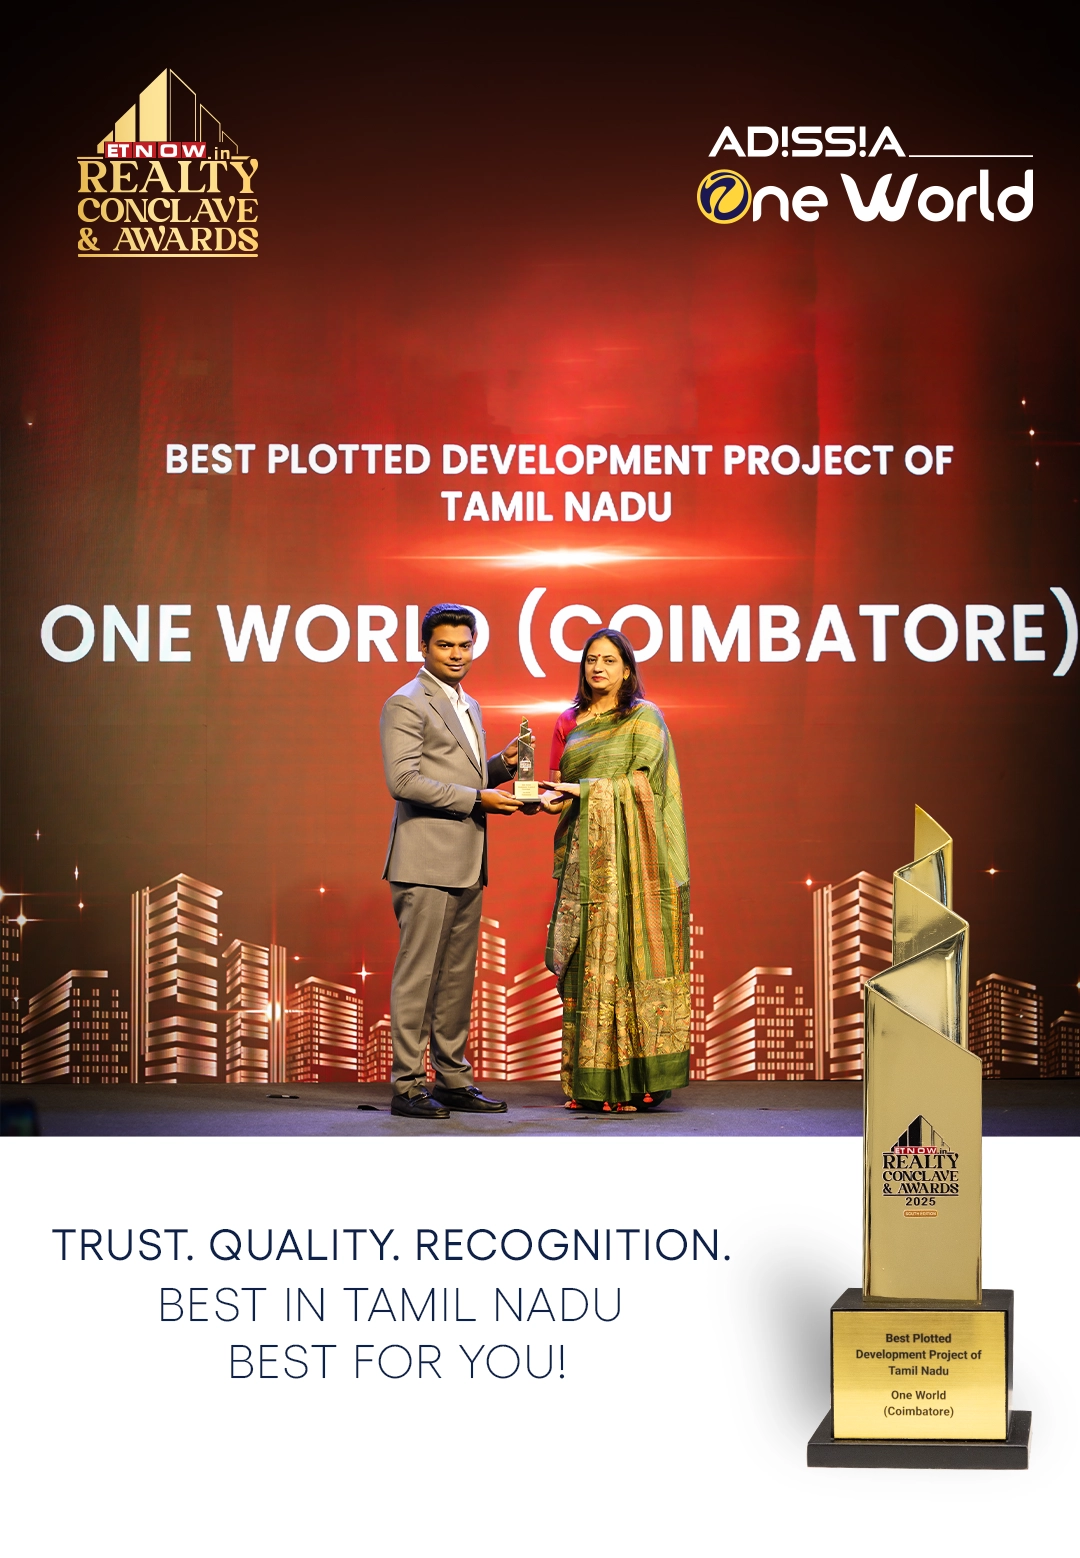 ETNOW.in
REALTY
CONCLAVE
& AWARDS
AD!SS!A
One World
BEST PLOTTED DEVELOPMENT PROJECT OF
TAMIL NADU
ONE WORLD (COIMBATORE)
TRUST. QUALITY. RECOGNITION.
BEST IN TAMIL NADU
BEST FOR YOU!
ETNOW.in
REALTY
CONCLAVE
& AWARDS
2025
SOUTH EDITION
Best Plotted
Development Project of
Tamil Nadu
One World
(Coimbatore)